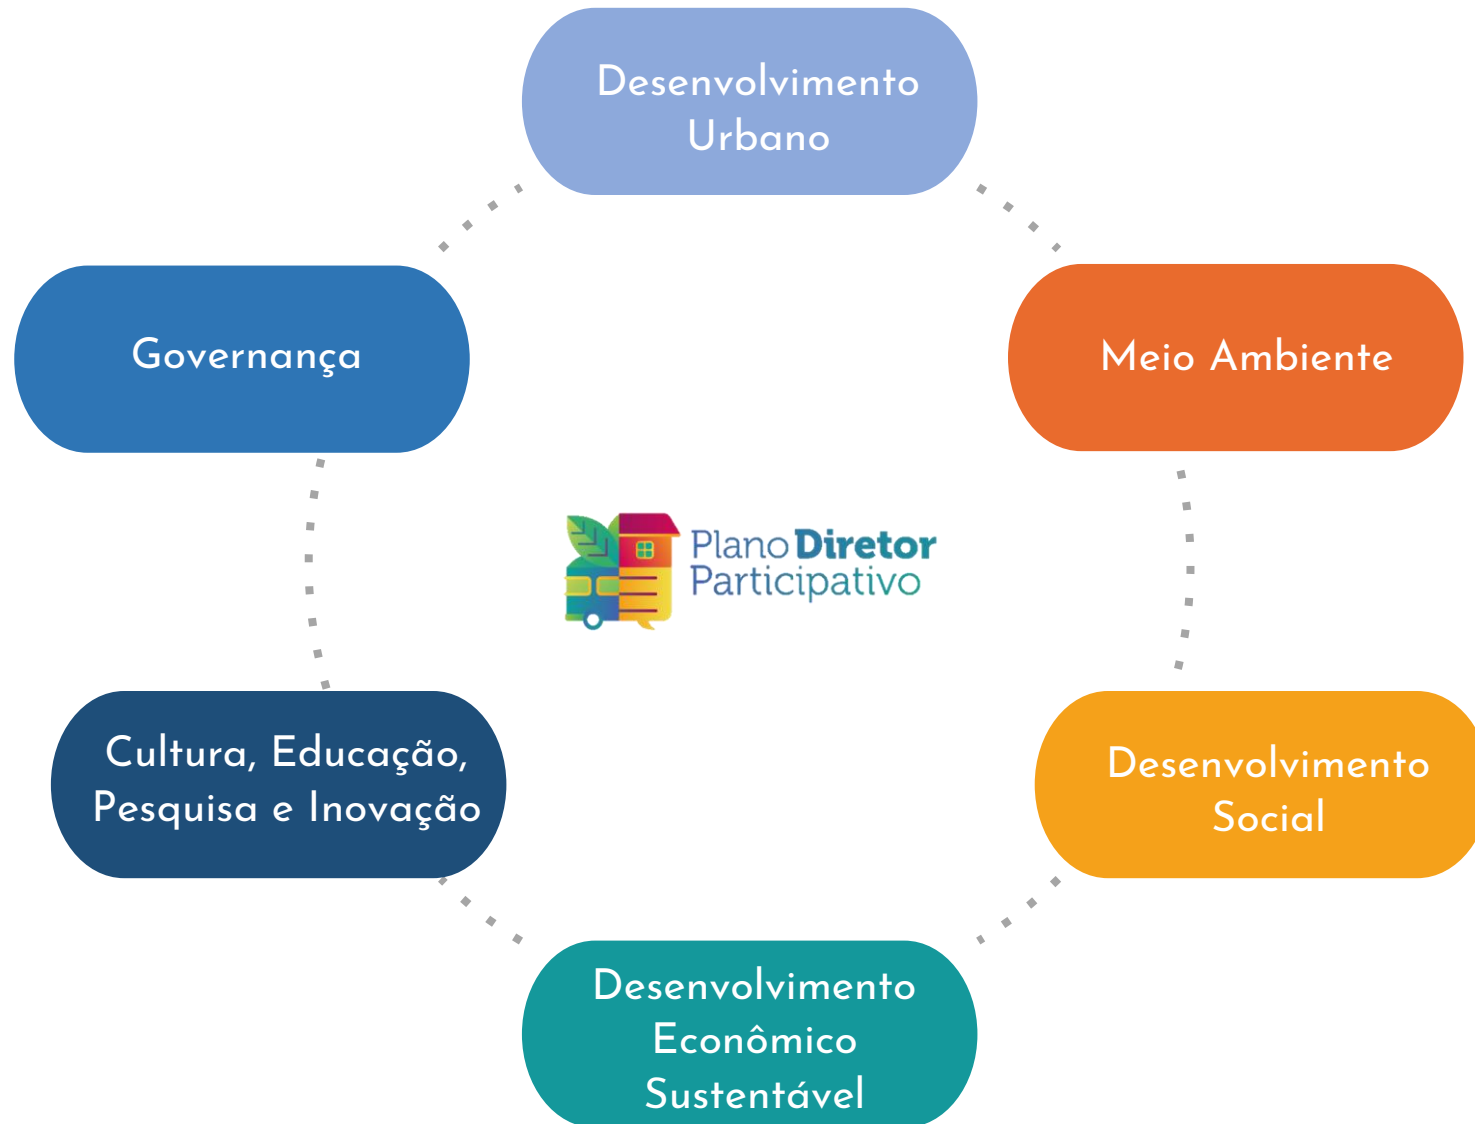 Desenvolvimento
Urbano
Governança
Meio Ambiente
Plano Diretor
Participativo
Cultura, Educação,
Pesquisa e Inovação
Desenvolvimento
Social
Desenvolvimento
Econômico
Sustentável